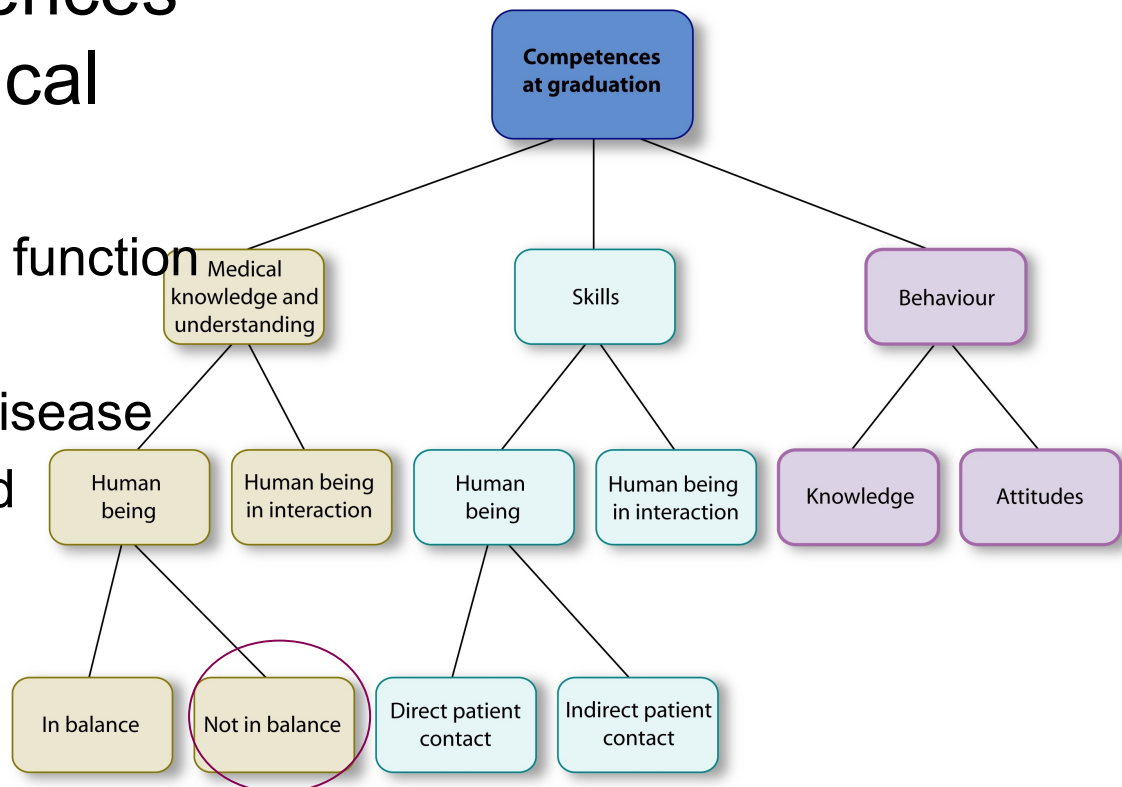 ences
ical
function
isease
d
Competences
at graduation
Medical
knowledge and
understanding
Skills
Behaviour
Human
being
Human being
in interaction
Human
being
Human being
in interaction
Knowledge
Attitudes
In balance
Not in balance
Direct patient
contact
Indirect patient
contact